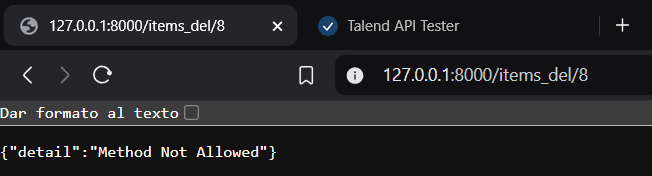 127.0.0.1:8000/items_del/8
Talend API Tester
127.0.0.1:8000/items_del/8
Dar formato al texto
{"detail":"Method Not Allowed"}